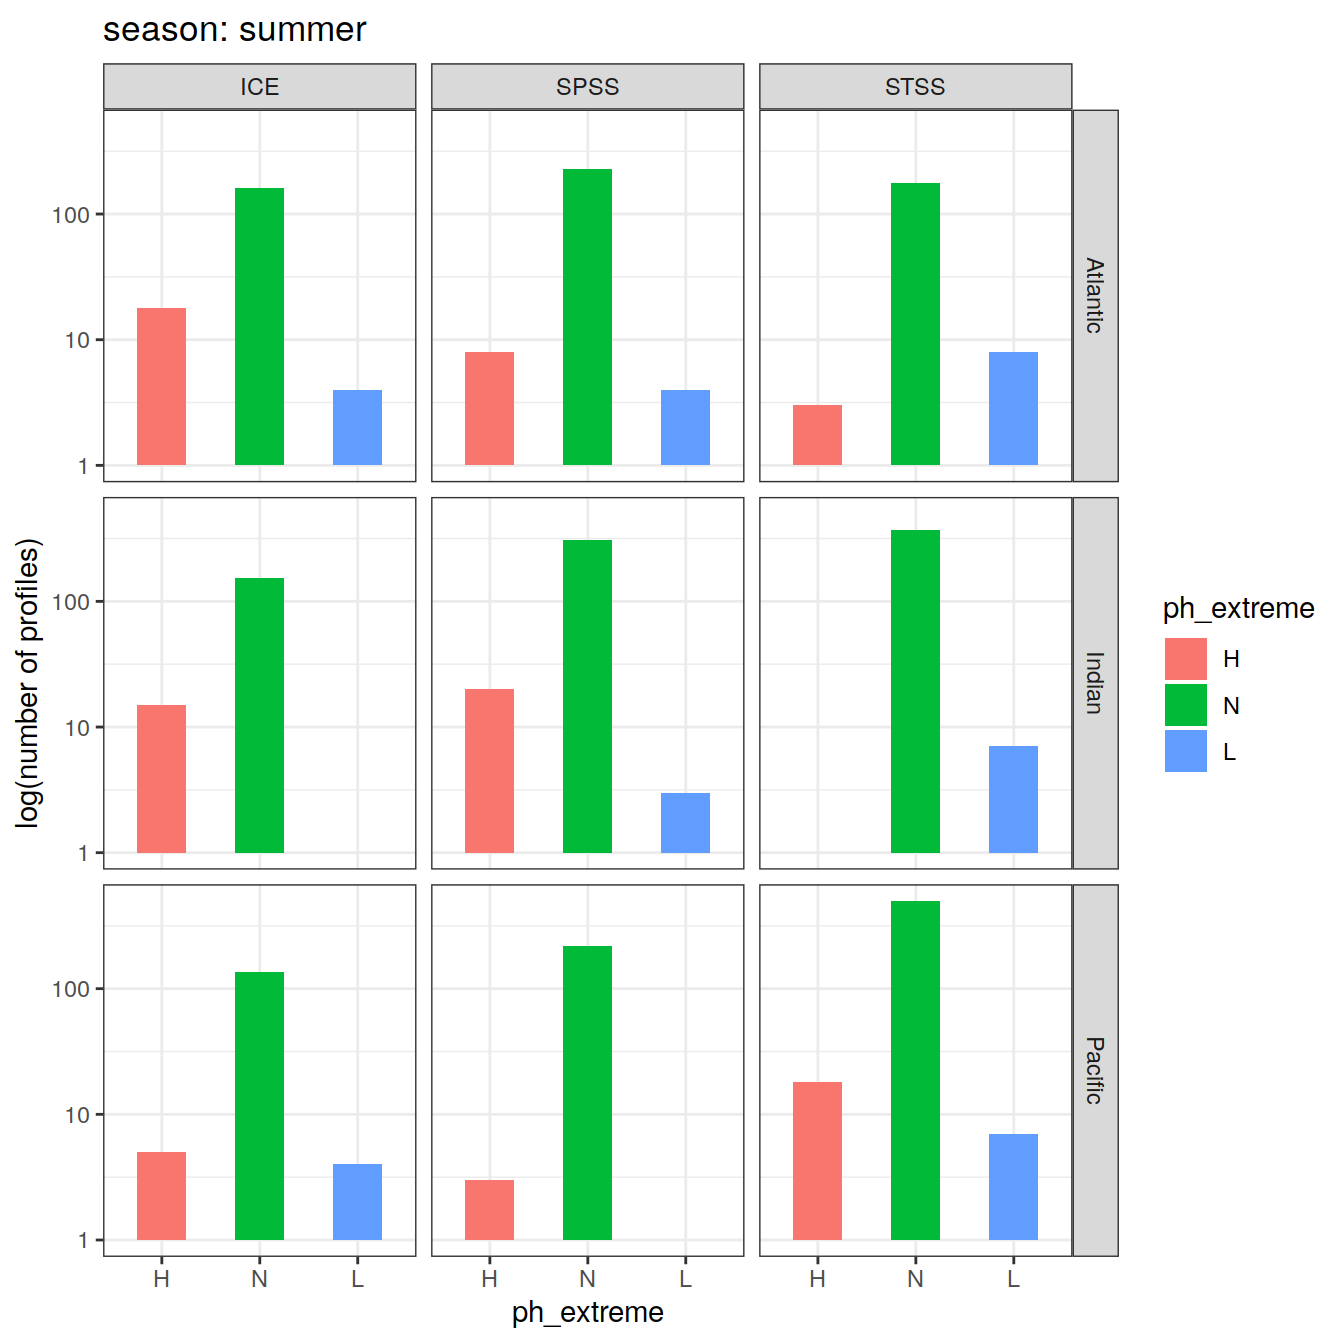 season: summer
ICE SPSS STSS
100
10
1
Atlantic
100
10
1
Indian
100
10
1
Pacific
log(number of profiles)
H N L H N L H N L
ph_extreme
ph_extreme
H
N
L